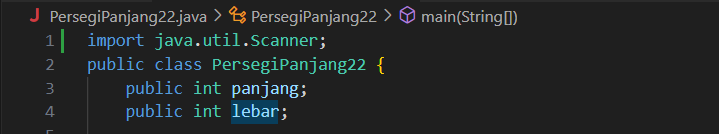 J PersegiPanjang22.java > PersegiPanjang22 > main(String[])
1 import java.util.Scanner;
2 public class PersegiPanjang22 {
3 public int panjang;
4 public int lebar;